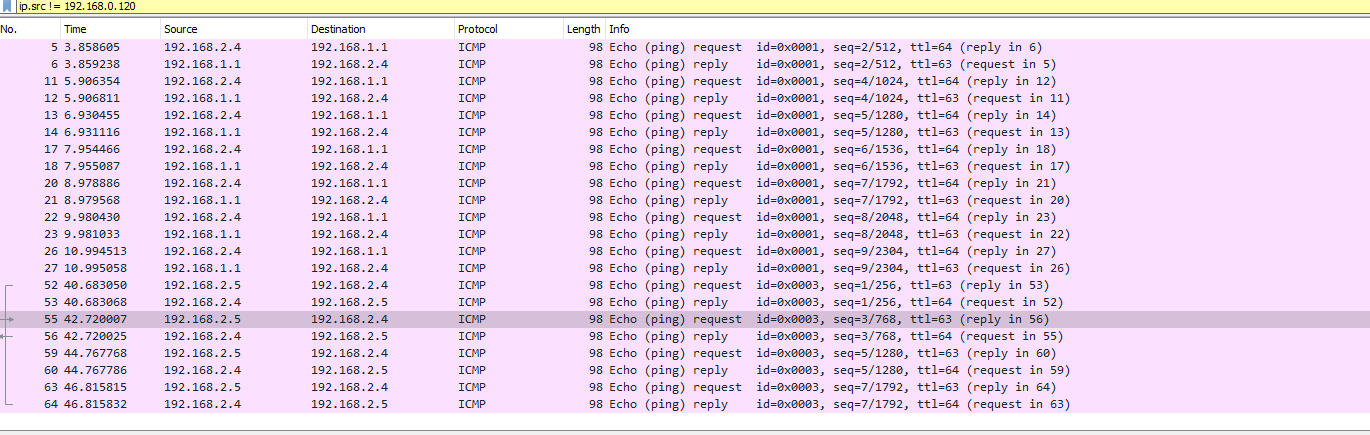 ip.src != 192.168.0.120
No. Time Source Destination Protocol Length Info
5 3.858605 192.168.2.4 192.168.1.1 ICMP 98 Echo (ping) request id=0x0001, seq=2/512, ttl=64 (reply in 6)
6 3.859238 192.168.1.1 192.168.2.4 ICMP 98 Echo (ping) reply id=0x0001, seq=2/512, ttl=63 (request in 5)
11 5.906354 192.168.2.4 192.168.1.1 ICMP 98 Echo (ping) request id=0x0001, seq=4/1024, ttl=64 (reply in 12)
12 5.906811 192.168.1.1 192.168.2.4 ICMP 98 Echo (ping) reply id=0x0001, seq=4/1024, ttl=63 (request in 11)
13 6.930455 192.168.2.4 192.168.1.1 ICMP 98 Echo (ping) request id=0x0001, seq=5/1280, ttl=64 (reply in 14)
14 6.931116 192.168.1.1 192.168.2.4 ICMP 98 Echo (ping) reply id=0x0001, seq=5/1280, ttl=63 (request in 13)
17 7.954466 192.168.2.4 192.168.1.1 ICMP 98 Echo (ping) request id=0x0001, seq=6/1536, ttl=64 (reply in 18)
18 7.955087 192.168.1.1 192.168.2.4 ICMP 98 Echo (ping) reply id=0x0001, seq=6/1536, ttl=63 (request in 17)
20 8.978886 192.168.2.4 192.168.1.1 ICMP 98 Echo (ping) request id=0x0001, seq=7/1792, ttl=64 (reply in 21)
21 8.979568 192.168.1.1 192.168.2.4 ICMP 98 Echo (ping) reply id=0x0001, seq=7/1792, ttl=63 (request in 20)
22 9.980430 192.168.2.4 192.168.1.1 ICMP 98 Echo (ping) request id=0x0001, seq=8/2048, ttl=64 (reply in 23)
23 9.981033 192.168.1.1 192.168.2.4 ICMP 98 Echo (ping) reply id=0x0001, seq=8/2048, ttl=63 (request in 22)
26 10.994513 192.168.2.4 192.168.1.1 ICMP 98 Echo (ping) request id=0x0001, seq=9/2304, ttl=64 (reply in 27)
27 10.995058 192.168.1.1 192.168.2.4 ICMP 98 Echo (ping) reply id=0x0001, seq=9/2304, ttl=63 (request in 26)
52 40.683050 192.168.2.5 192.168.2.4 ICMP 98 Echo (ping) request id=0x0003, seq=1/256, ttl=63 (reply in 53)
53 40.683068 192.168.2.4 192.168.2.5 ICMP 98 Echo (ping) reply id=0x0003, seq=1/256, ttl=64 (request in 52)
55 42.720007 192.168.2.5 192.168.2.4 ICMP 98 Echo (ping) request id=0x0003, seq=3/768, ttl=63 (reply in 56)
56 42.720025 192.168.2.4 192.168.2.5 ICMP 98 Echo (ping) reply id=0x0003, seq=3/768, ttl=64 (request in 55)
59 44.767768 192.168.2.5 192.168.2.4 ICMP 98 Echo (ping) request id=0x0003, seq=5/1280, ttl=63 (reply in 60)
60 44.767786 192.168.2.4 192.168.2.5 ICMP 98 Echo (ping) reply id=0x0003, seq=5/1280, ttl=64 (request in 59)
63 46.815815 192.168.2.5 192.168.2.4 ICMP 98 Echo (ping) request id=0x0003, seq=7/1792, ttl=63 (reply in 64)
64 46.815832 192.168.2.4 192.168.2.5 ICMP 98 Echo (ping) reply id=0x0003, seq=7/1792, ttl=64 (request in 63)